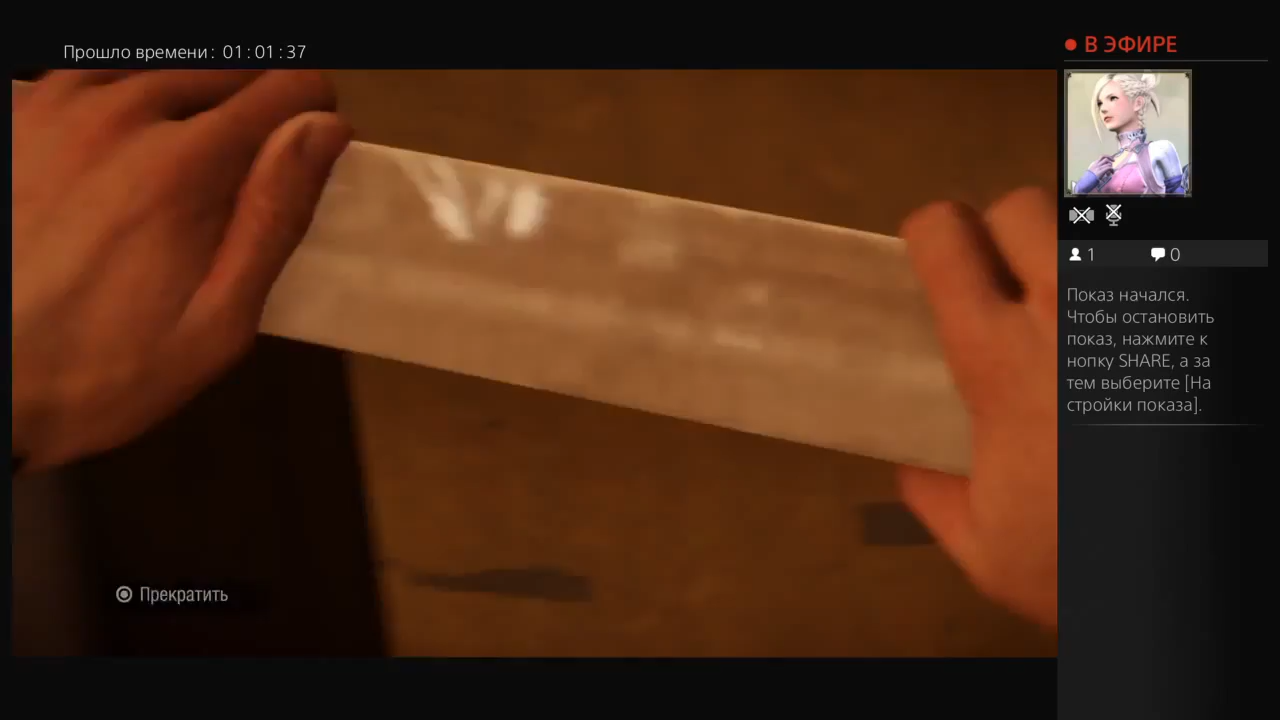 Прошло времени: 01:01:37
В ЭФИРЕ
1
0
Показ начался.
Чтобы остановить
показ, нажмите к
нопку SHARE, а за
тем выберите [На
стройки показа].
Прекратить